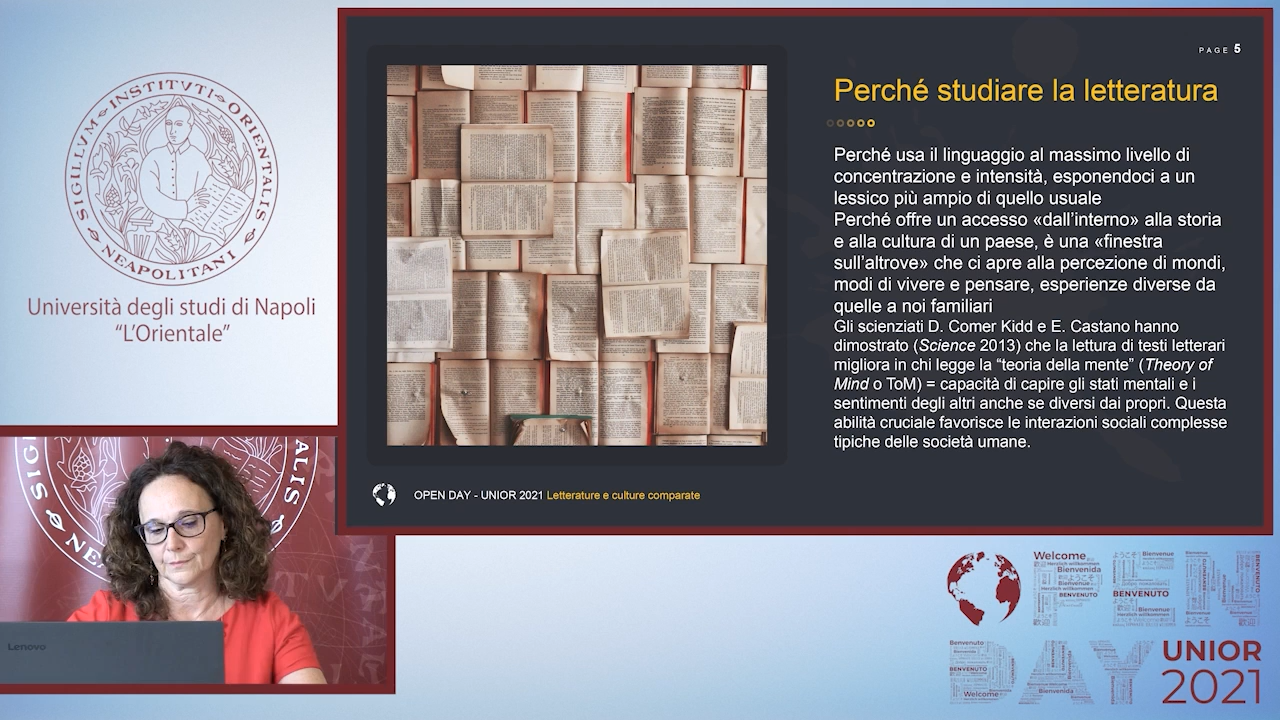 SIGILLVM INSTITVTI ORIENTALIS NEAPOLITANI
Università degli studi di Napoli
“L’Orientale”
PAGE 5
Perché studiare la letteratura
Perché usa il linguaggio al massimo livello di
concentrazione e intensità, esponendoci a un
lessico più ampio di quello usuale
Perché offre un accesso «dall’interno» alla storia
e alla cultura di un paese, è una «finestra
sull’altrove» che ci apre alla percezione di mondi,
modi di vivere e pensare, esperienze diverse da
quelle a noi familiari
Gli scienziati D. Comer Kidd e E. Castano hanno
dimostrato (Science 2013) che la lettura di testi letterari
migliora in chi legge la “teoria della mente” (Theory of
Mind o ToM) = capacità di capire gli stati mentali e i
sentimenti degli altri anche se diversi dai propri. Questa
abilità cruciale favorisce le interazioni sociali complesse
tipiche delle società umane.
OPEN DAY - UNIOR 2021 Letterature e culture comparate
Lenovo
OPEN
DAY
UNIOR
2021
Welcome
Bienvenida
BENVENUTO
Bienvenue
BENVENUTO